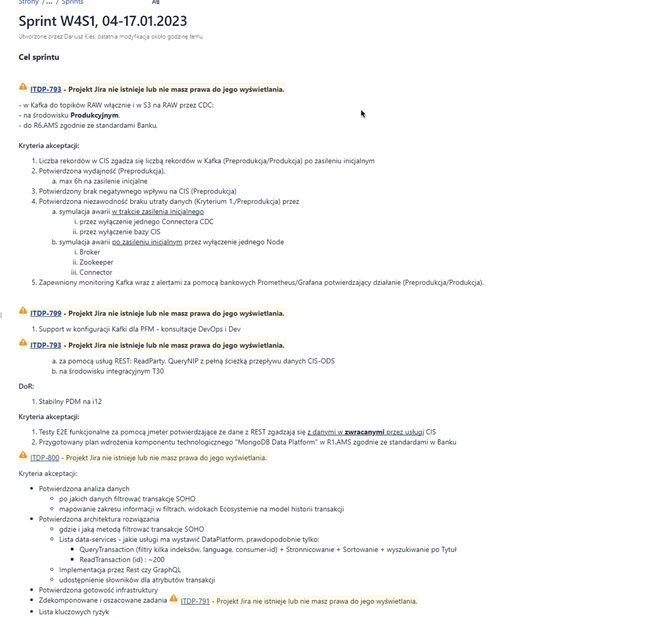 Strony /... / Sprints
Sprint W4S1, 04-17.01.2023
Utworzone przez Dariusz Kies, ostatnia modyfikacja około godzinę temu
Cel sprintu
ITDP-793 - Projekt Jira nie istnieje lub nie masz prawa do jego wyświetlania.
- w Kafka do topików RAW włącznie i w S3 na RAW przez CDC:
- na środowisku Produkcyjnym.
- do R6.AMS zgodnie ze standardami Banku.
Kryteria akceptacji:
1. Liczba rekordów w CIS zgadza się liczbą rekordów w Kafka (Preprodukcja/Produkcja) po zasileniu inicjalnym
2. Potwierdzona wydajność (Preprodukcja),
a. max 6h na zasilenie inicjalne
3. Potwierdzony brak negatywnego wpływu na CIS (Preprodukcja)
4. Potwierdzona niezawodność braku utraty danych (Kryterium 1./Preprodukcja) przez
a. symulacja awarii w trakcie zasilenia inicjalnego
i. przez wyłączenie jednego Connectora CDC
ii. przez wyłączenie bazy CIS
b. symulacja awarii po zasileniu inicjalnym przez wyłączenie jednego Node
i. Broker
ii. Zookeeper
iii. Connector
5. Zapewniony monitoring Kafka wraz z alertami za pomocą bankowych Prometheus/Grafana potwierdzający działanie (Preprodukcja/Produkcja).
ITDP-799 - Projekt Jira nie istnieje lub nie masz prawa do jego wyświetlania.
1. Support w konfiguracji Kafki dla PFM - konsultacje DevOps i Dev
ITDP-793 - Projekt Jira nie istnieje lub nie masz prawa do jego wyświetlania.
a. za pomocą usług REST: ReadParty, QueryNIP z pełną ścieżką przepływu danych CIS-ODS
b. na środowisko integracyjnym T30
DoR:
1. Stabilny PDM na i12
Kryteria akceptacji:
1. Testy E2E funkcjonalne za pomocą jmeter potwierdzające że dane z REST zgadzają się z danymi w zwracanymi przez usługi CIS
2. Przygotowany plan wdrożenia komponentu technologicznego "MongoDB Data Platform" w R1.AMS zgodnie ze standardami w Banku
ITDP-800 - Projekt Jira nie istnieje lub nie masz prawa do jego wyświetlania.
Kryteria akceptacji:
• Potwierdzona analiza danych
○ po jakich danych filtrować transakcje SOHO
○ mapowanie zakresu informacji w filtrach, widokach Ecosystemie na model historii transakcji
• Potwierdzona architektura rozwiązania
○ gdzie i jaką metodą filtrować transakcje SOHO
○ Lista data-services - jakie usługi ma wystawić DataPlatform, prawdopodobnie tylko:
▪ QueryTransaction (filtry kilka indeksów, language, consumer-id) + Stronnicowanie + Sortowanie + wyszukiwanie po Tytuł
▪ ReadTransaction (id) : ~200
○ Implementacja przez Rest czy GraphQL
○ udostępnienie słowników dla atrybutów transakcji
• Potwierdzona gotowość infrastruktury
• Zdekomponowane i oszacowane zadania ITDP-791 - Projekt Jira nie istnieje lub nie masz prawa do jego wyświetlania.
• Lista kluczowych ryzyk